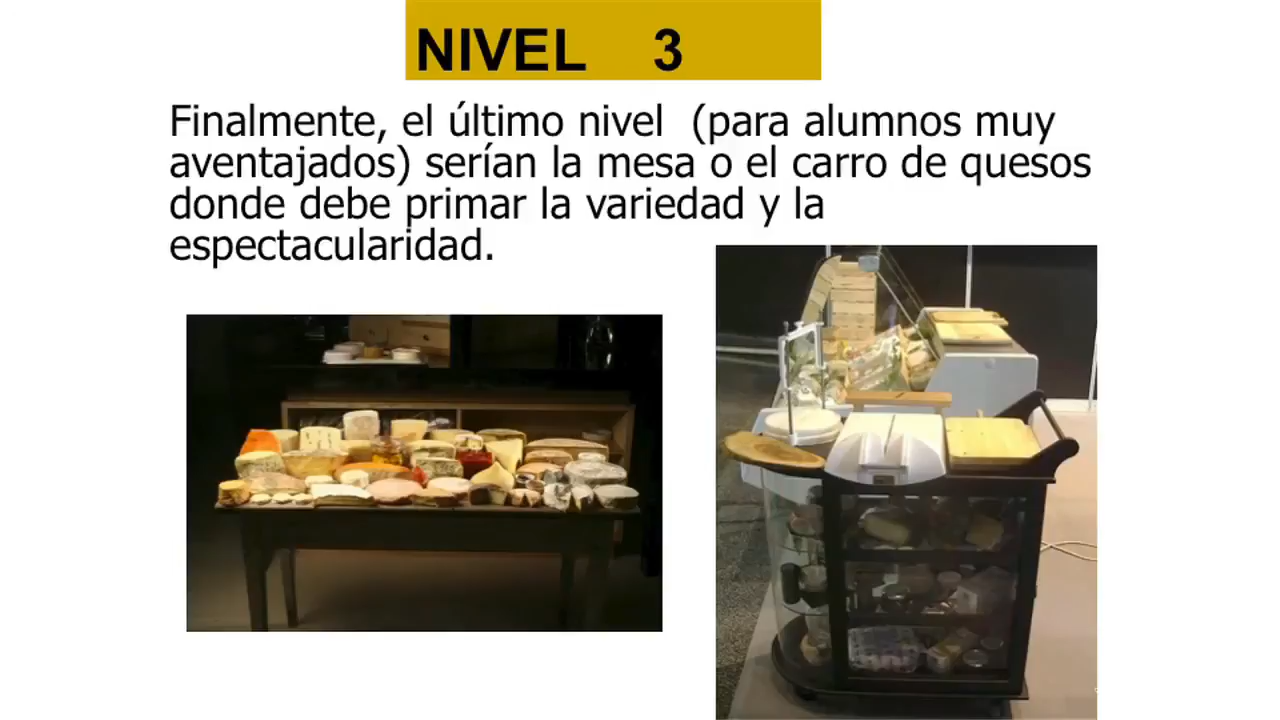 NIVEL 3
Finalmente, el último nivel (para alumnos muy
aventajados) serían la mesa o el carro de quesos
donde debe primar la variedad y la
espectacularidad.